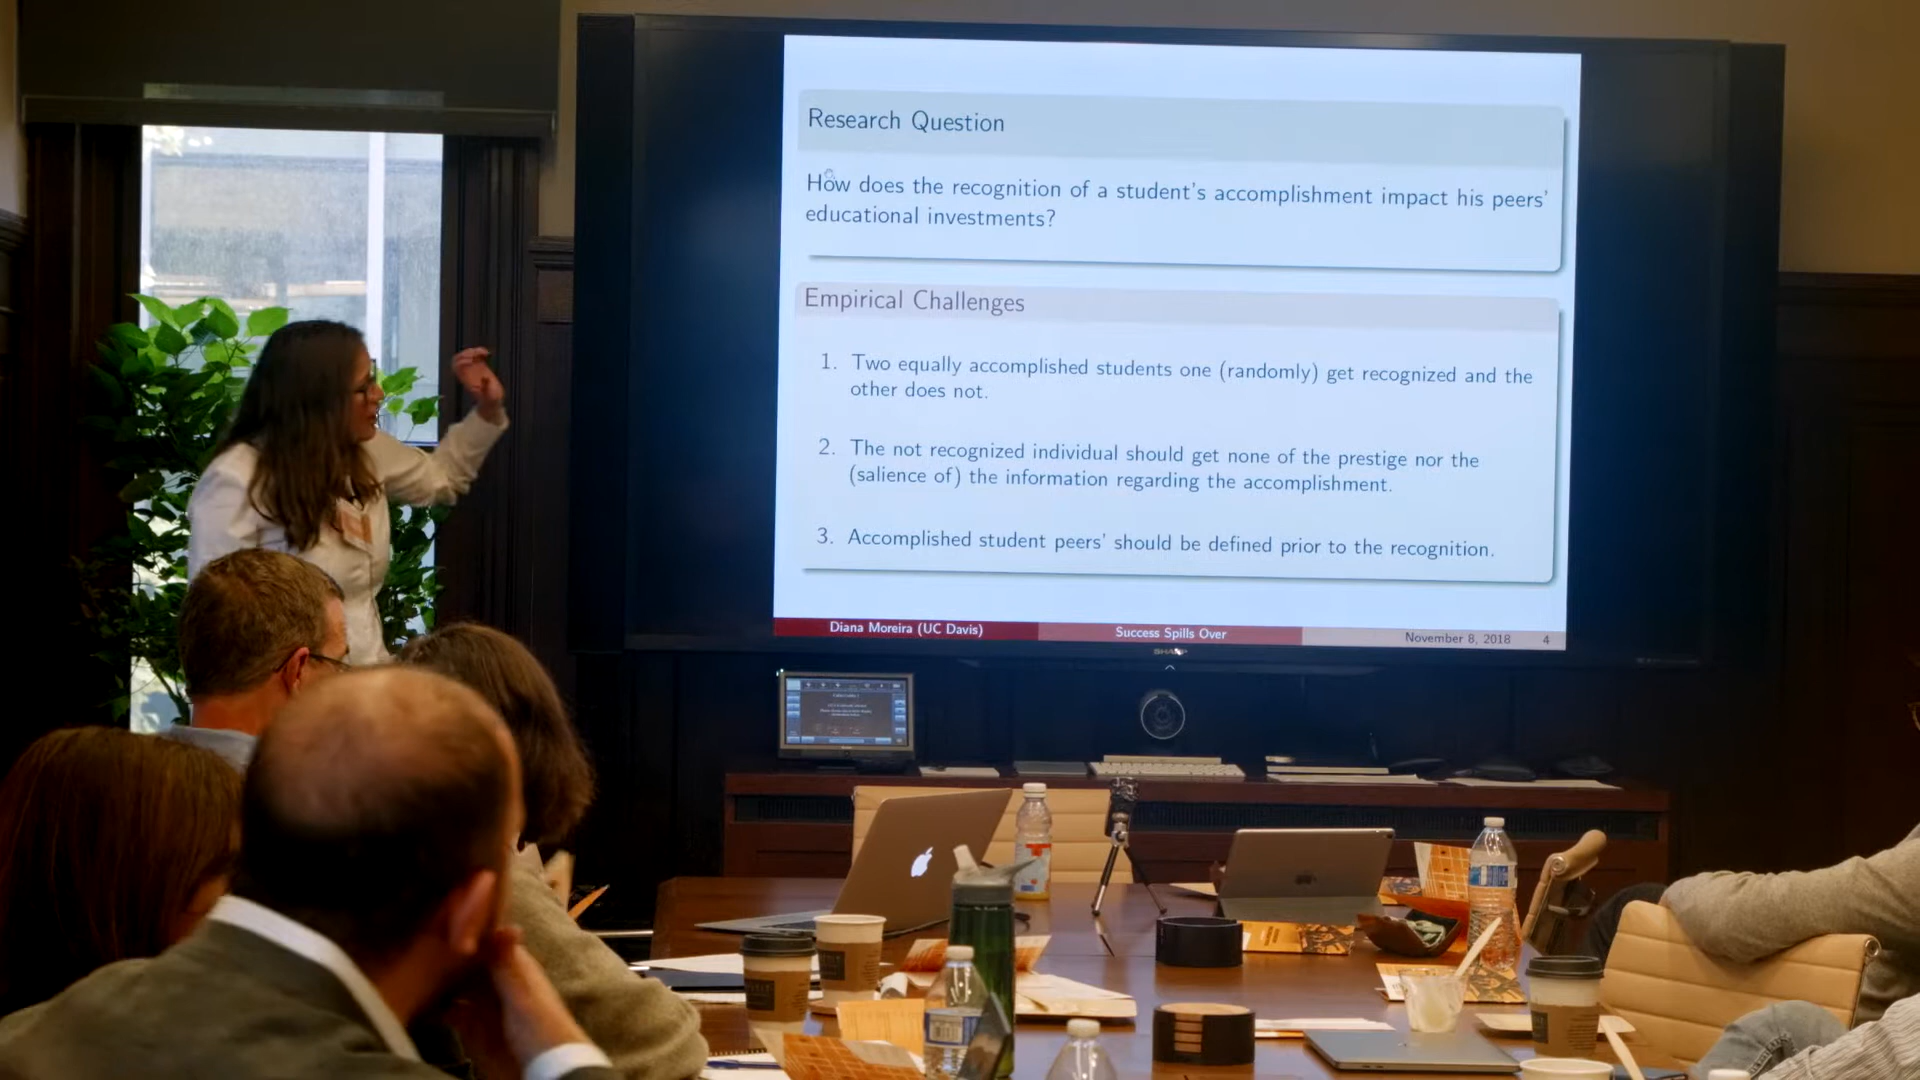 Research Question
How does the recognition of a student's accomplishment impact his peers'
educational investments?
Empirical Challenges
1. Two equally accomplished students one (randomly) get recognized and the
other does not.
2. The not recognized individual should get none of the prestige nor the
(salience of) the information regarding the accomplishment.
3. Accomplished student peers' should be defined prior to the recognition.
Diana Moreira (UC Davis) Success Spills Over November 8, 2018 4
SHARP